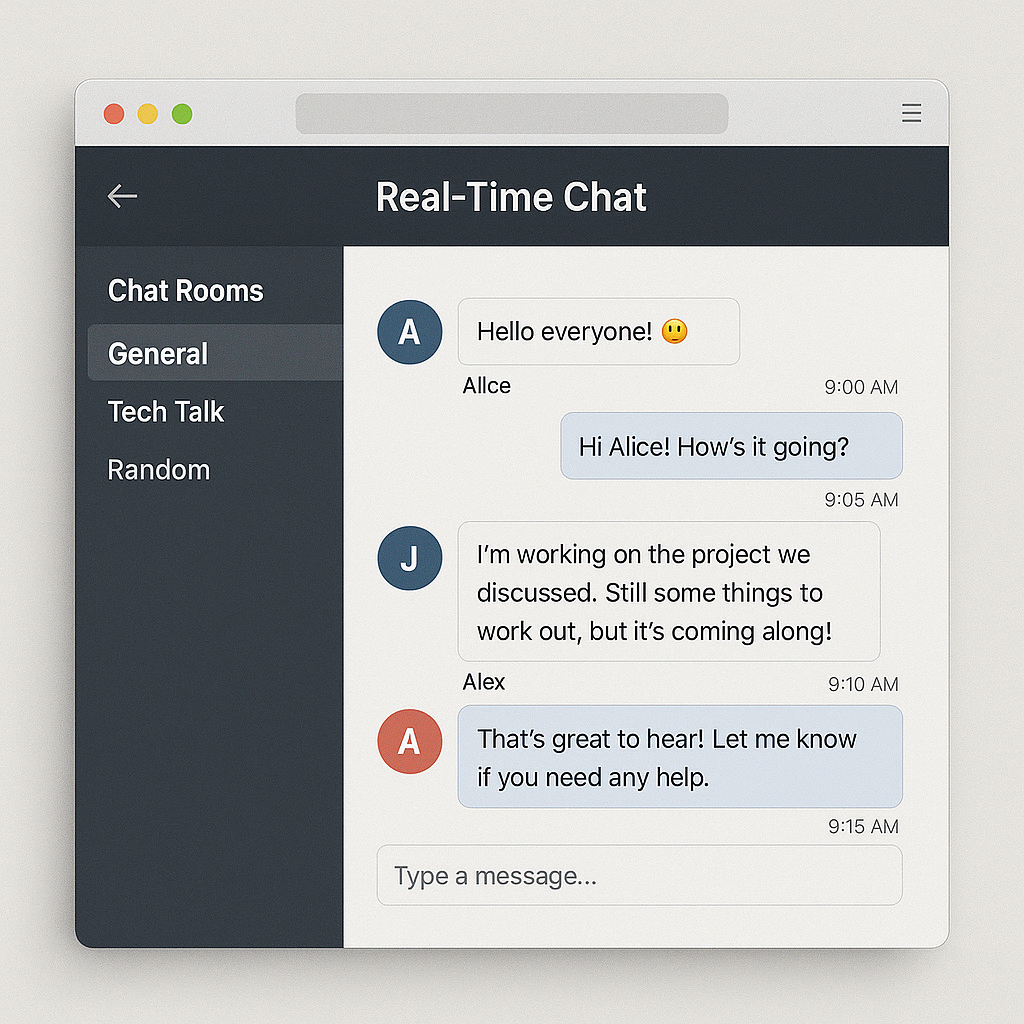 Real-Time Chat
Chat Rooms
General
Tech Talk
Random
A
Hello everyone! 🙂
Allce
9:00 AM
Hi Alice! How's it going?
9:05 AM
J
I'm working on the project we
discussed. Still some things to
work out, but it's coming along!
Alex
9:10 AM
A
That's great to hear! Let me know
if you need any help.
9:15 AM
Type a message...